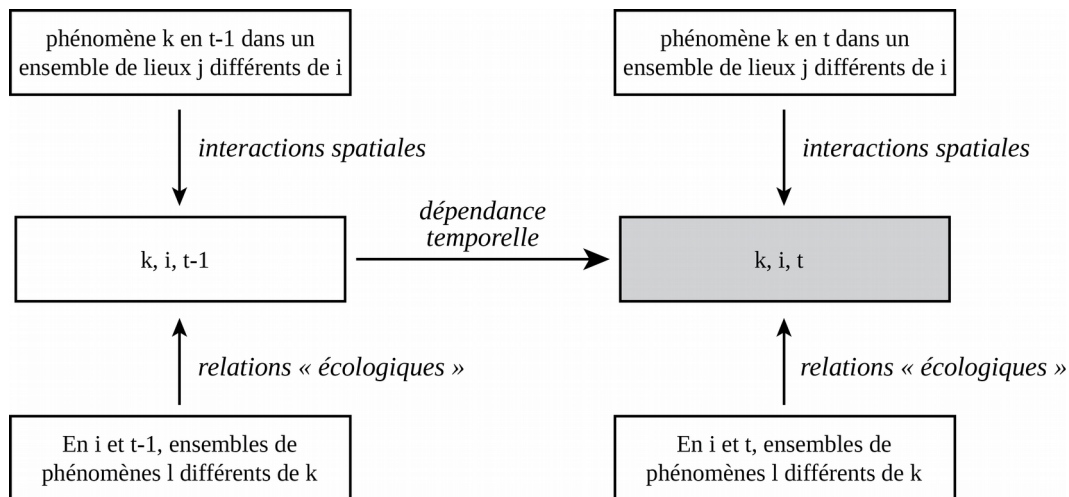 phénomène k en t-1 dans un
ensemble de lieux j différents de i
phénomène k en t dans un
ensemble de lieux j différents de i
interactions spatiales
interactions spatiales
k, i, t-1
dépendance
temporelle
k, i, t
relations « écologiques »
relations « écologiques »
En i et t-1, ensembles de
phénomènes l différents de k
En i et t, ensembles de
phénomènes l différents de k